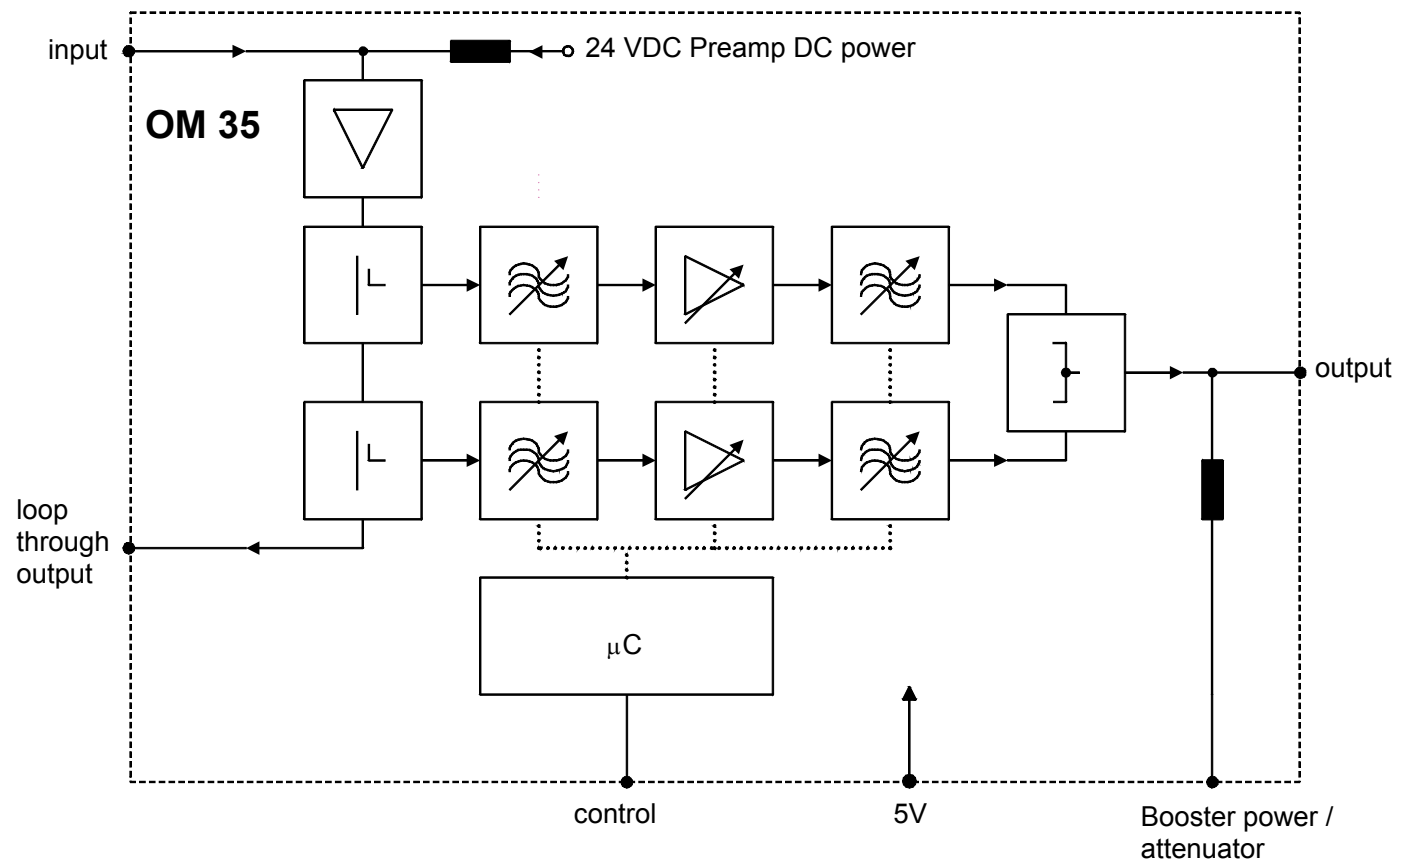 input
24 VDC Preamp DC power
OM 35
output
loop
through
output
μC
control
5V
Booster power /
attenuator